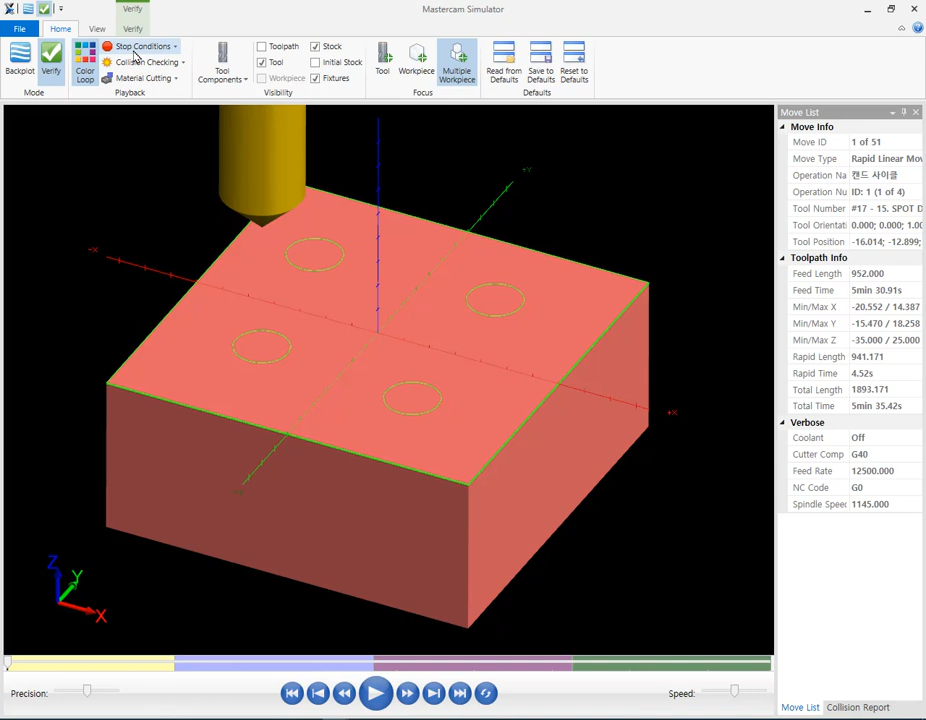 Verify
Mastercam Simulator
File
Home
View
Verify
Backplot
Verify
Mode
Color Loop
Stop Conditions
Collision Checking
Material Cutting
Playback
Tool Components
Toolpath
Stock
Tool
Initial Stock
Workpiece
Fixtures
Visibility
Tool
Workpiece
Multiple Workpiece
Focus
Read from Defaults
Save to Defaults
Reset to Defaults
Defaults
Move List
Move Info
Move ID 1 of 51
Move Type Rapid Linear Mov
Operation Na 캔드 사이클
Operation Nu ID: 1 (1 of 4)
Tool Number #17 - 15. SPOT D
Tool Orientati 0.000; 0.000; 1.00
Tool Position -16.014; -12.899;
Toolpath Info
Feed Length 952.000
Feed Time 5min 30.91s
Min/Max X -20.552 / 14.387
Min/Max Y -15.470 / 18.258
Min/Max Z -35.000 / 25.000
Rapid Length 941.171
Rapid Time 4.52s
Total Length 1893.171
Total Time 5min 35.42s
Verbose
Coolant Off
Cutter Comp G40
Feed Rate 12500.000
NC Code G0
Spindle Speed 1145.000
-X
+Y
+X
Z
Y
X
Precision:
Speed:
Move List
Collision Report